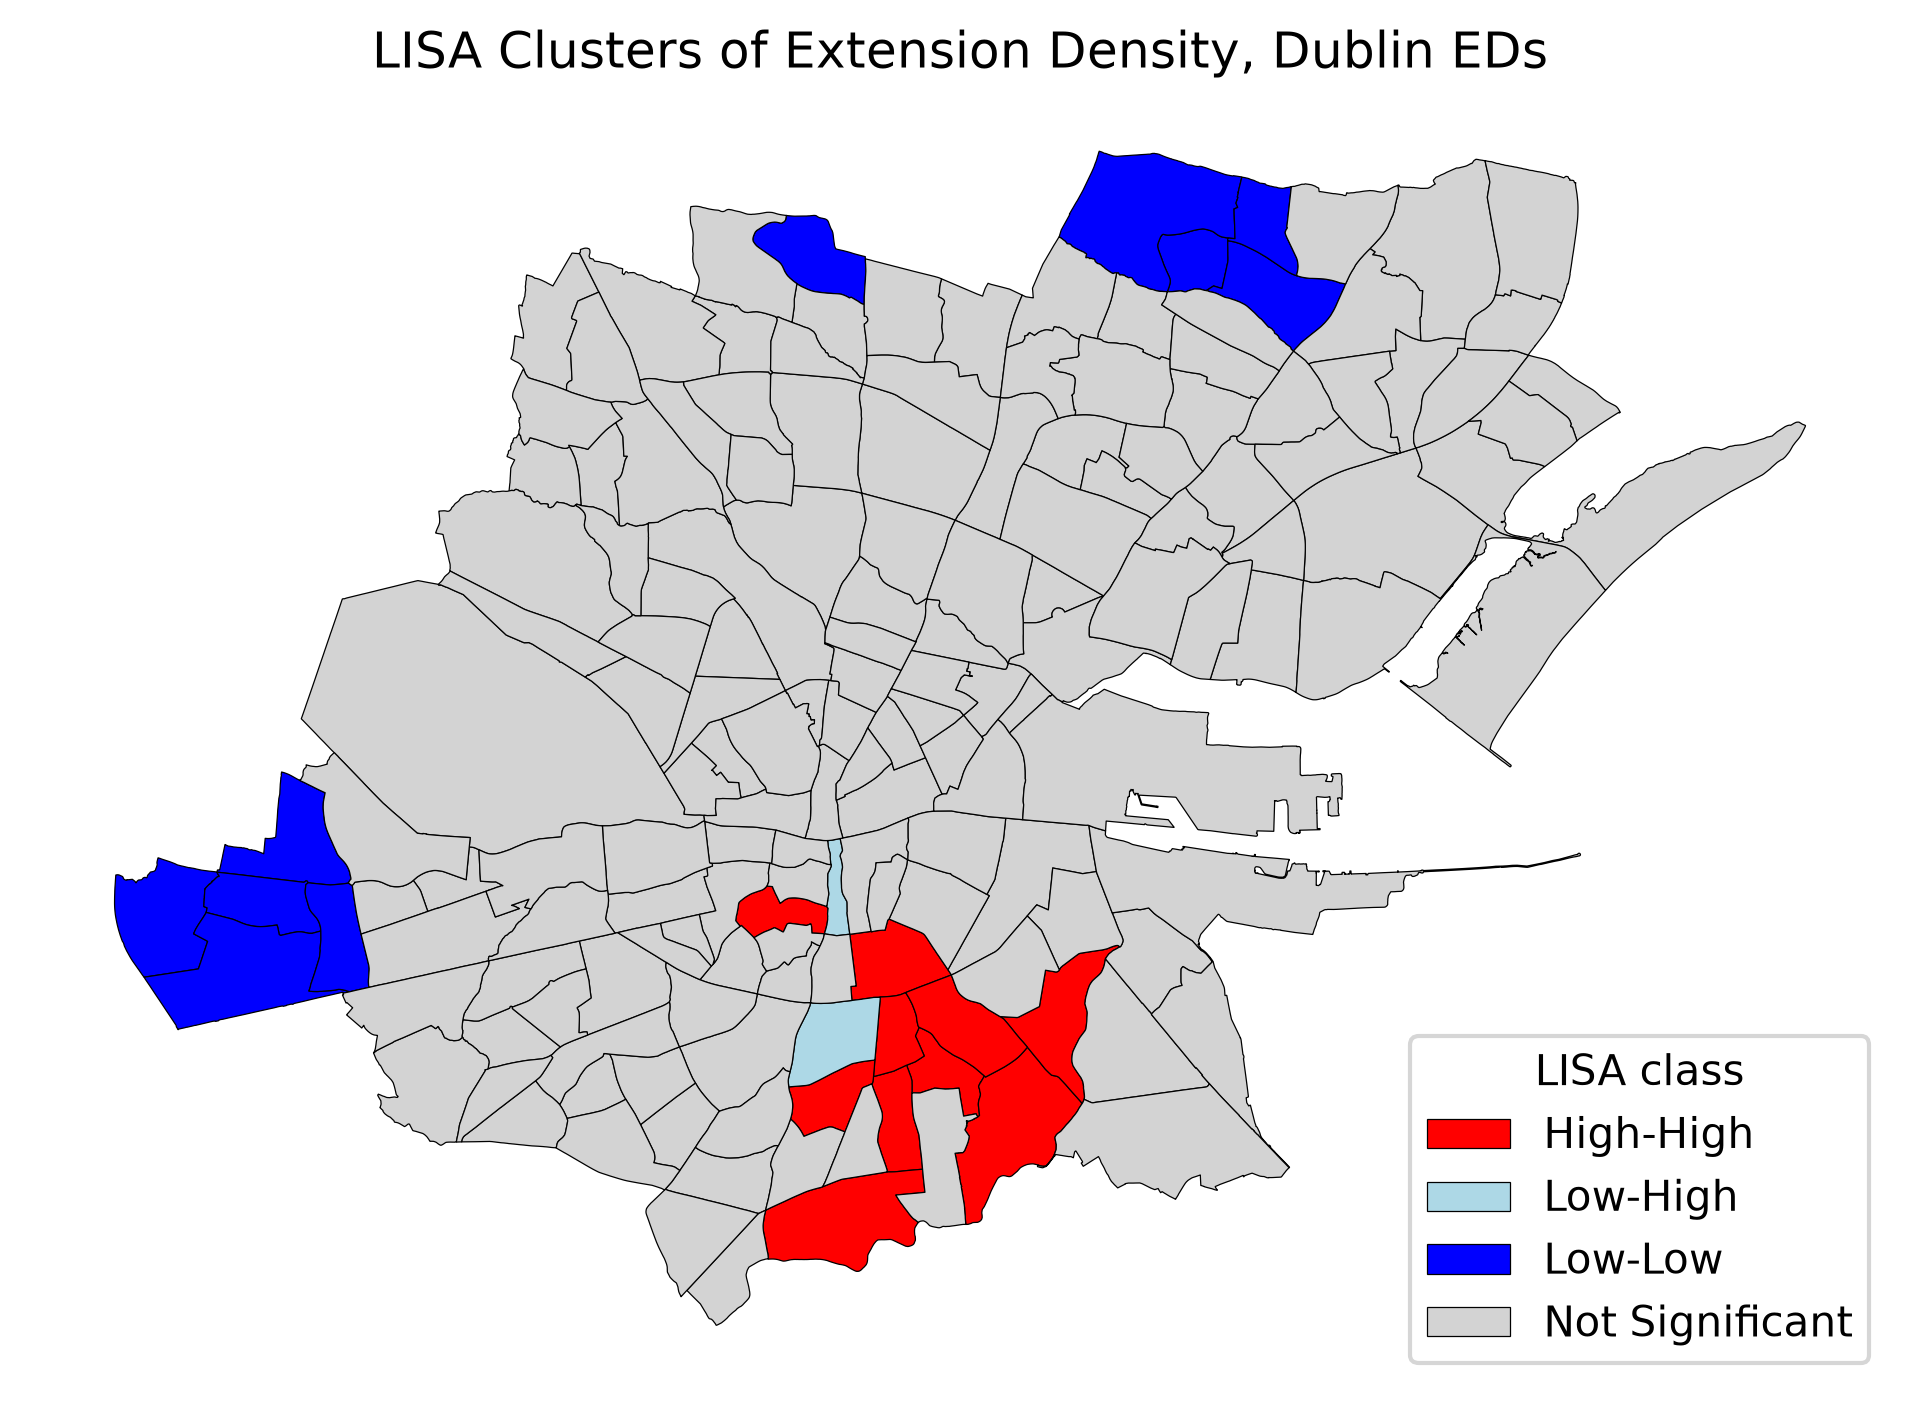 LISA Clusters of Extension Density, Dublin EDs
LISA class
High-High
Low-High
Low-Low
Not Significant